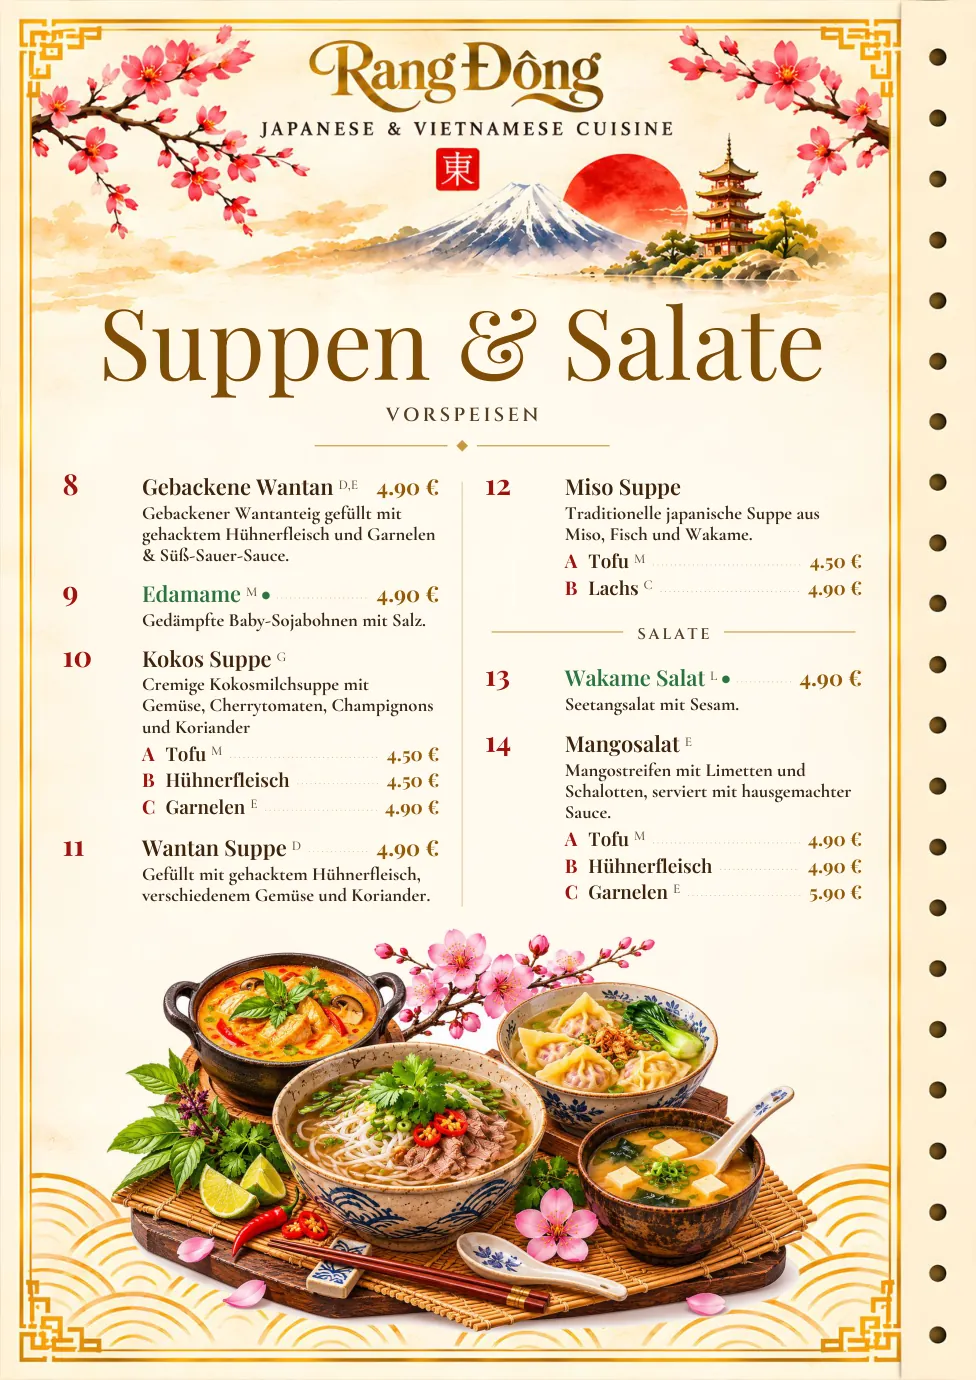 Rang Đông
JAPANESE & VIETNAMESE CUISINE
東
Suppen & Salate
VORSPEISEN
8 Gebackene Wantan D,E 4.90 €
Gebackener Wantanteig gefüllt mit
gehacktem Hühnerfleisch und Garnelen
& Süß-Sauer-Sauce.
9 Edamame M • 4.90 €
Gedämpfte Baby-Sojabohnen mit Salz.
10 Kokos Suppe G
Cremige Kokosmilchsuppe mit
Gemüse, Cherrytomaten, Champignons
und Koriander
A Tofu M 4.50 €
B Hühnerfleisch 4.50 €
C Garnelen E 4.90 €
11 Wantan Suppe D 4.90 €
Gefüllt mit gehacktem Hühnerfleisch,
verschiedenem Gemüse und Koriander.
12 Miso Suppe
Traditionelle japanische Suppe aus
Miso, Fisch und Wakame.
A Tofu M 4.50 €
B Lachs C 4.90 €
SALATE
13 Wakame Salat L • 4.90 €
Seetangsalat mit Sesam.
14 Mangosalat E
Mangostreifen mit Limetten und
Schalotten, serviert mit hausgemachter
Sauce.
A Tofu M 4.90 €
B Hühnerfleisch 4.90 €
C Garnelen E 5.90 €